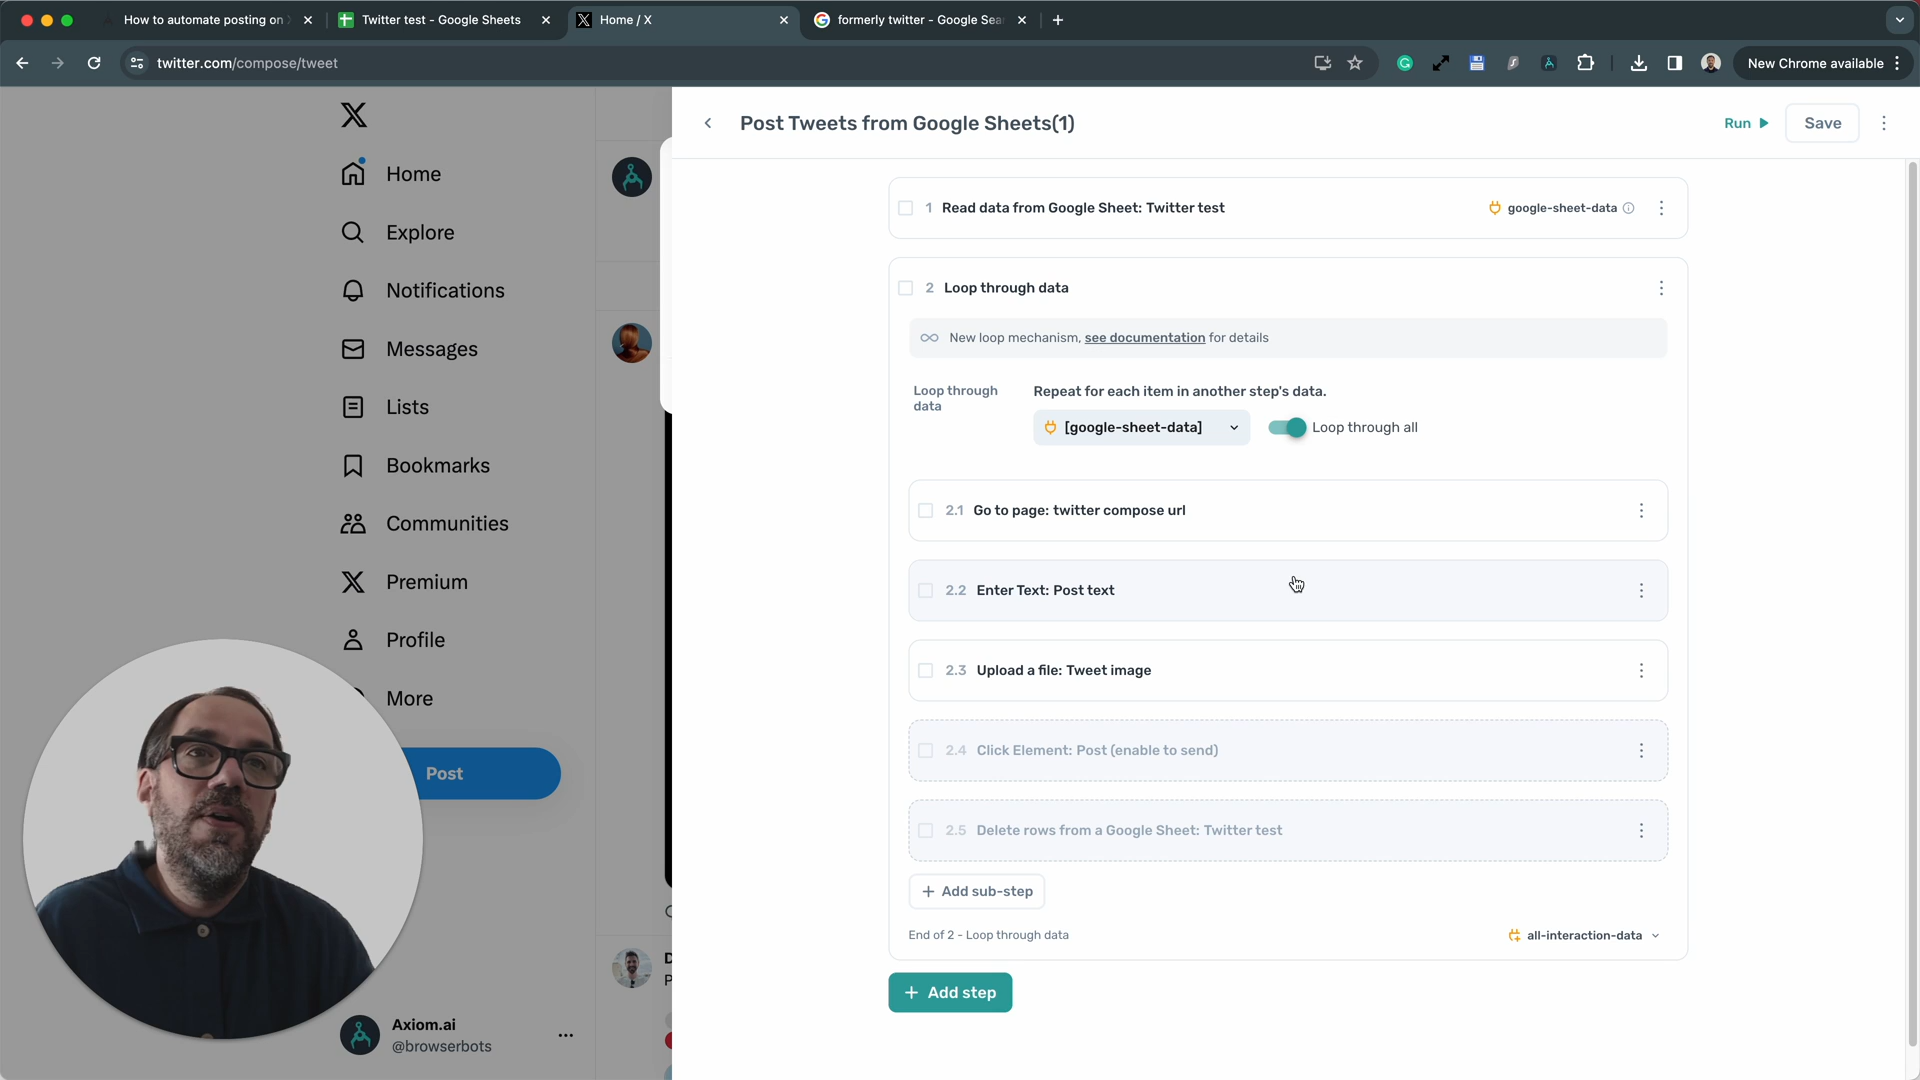 How to automate posting on X
Twitter test - Google Sheets
Home / X
formerly twitter - Google Sea
twitter.com/compose/tweet
New Chrome available
Home
Explore
Notifications
Messages
Lists
Bookmarks
Communities
Premium
Profile
More
Post
Axiom.ai
@browserbots
Post Tweets from Google Sheets(1)
Run
Save
1 Read data from Google Sheet: Twitter test
google-sheet-data
2 Loop through data
New loop mechanism, see documentation for details
Loop through
data
Repeat for each item in another step's data.
[google-sheet-data]
Loop through all
2.1 Go to page: twitter compose url
2.2 Enter Text: Post text
2.3 Upload a file: Tweet image
2.4 Click Element: Post (enable to send)
2.5 Delete rows from a Google Sheet: Twitter test
+ Add sub-step
End of 2 - Loop through data
all-interaction-data
+ Add step